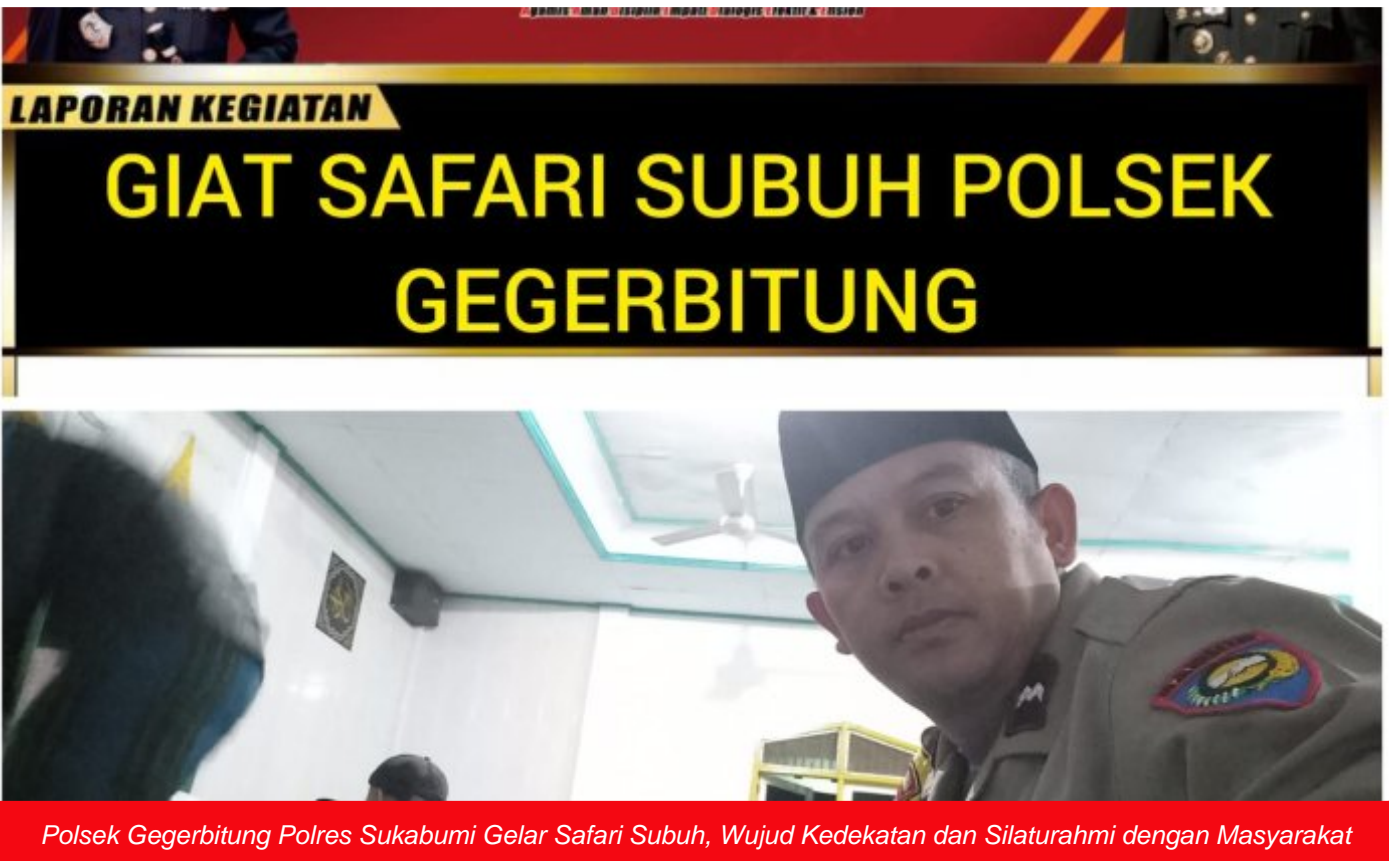 LAPORAN KEGIATAN
GIAT SAFARI SUBUH POLSEK
GEGERBITUNG
Polsek Gegerbitung Polres Sukabumi Gelar Safari Subuh, Wujud Kedekatan dan Silaturahmi dengan Masyarakat